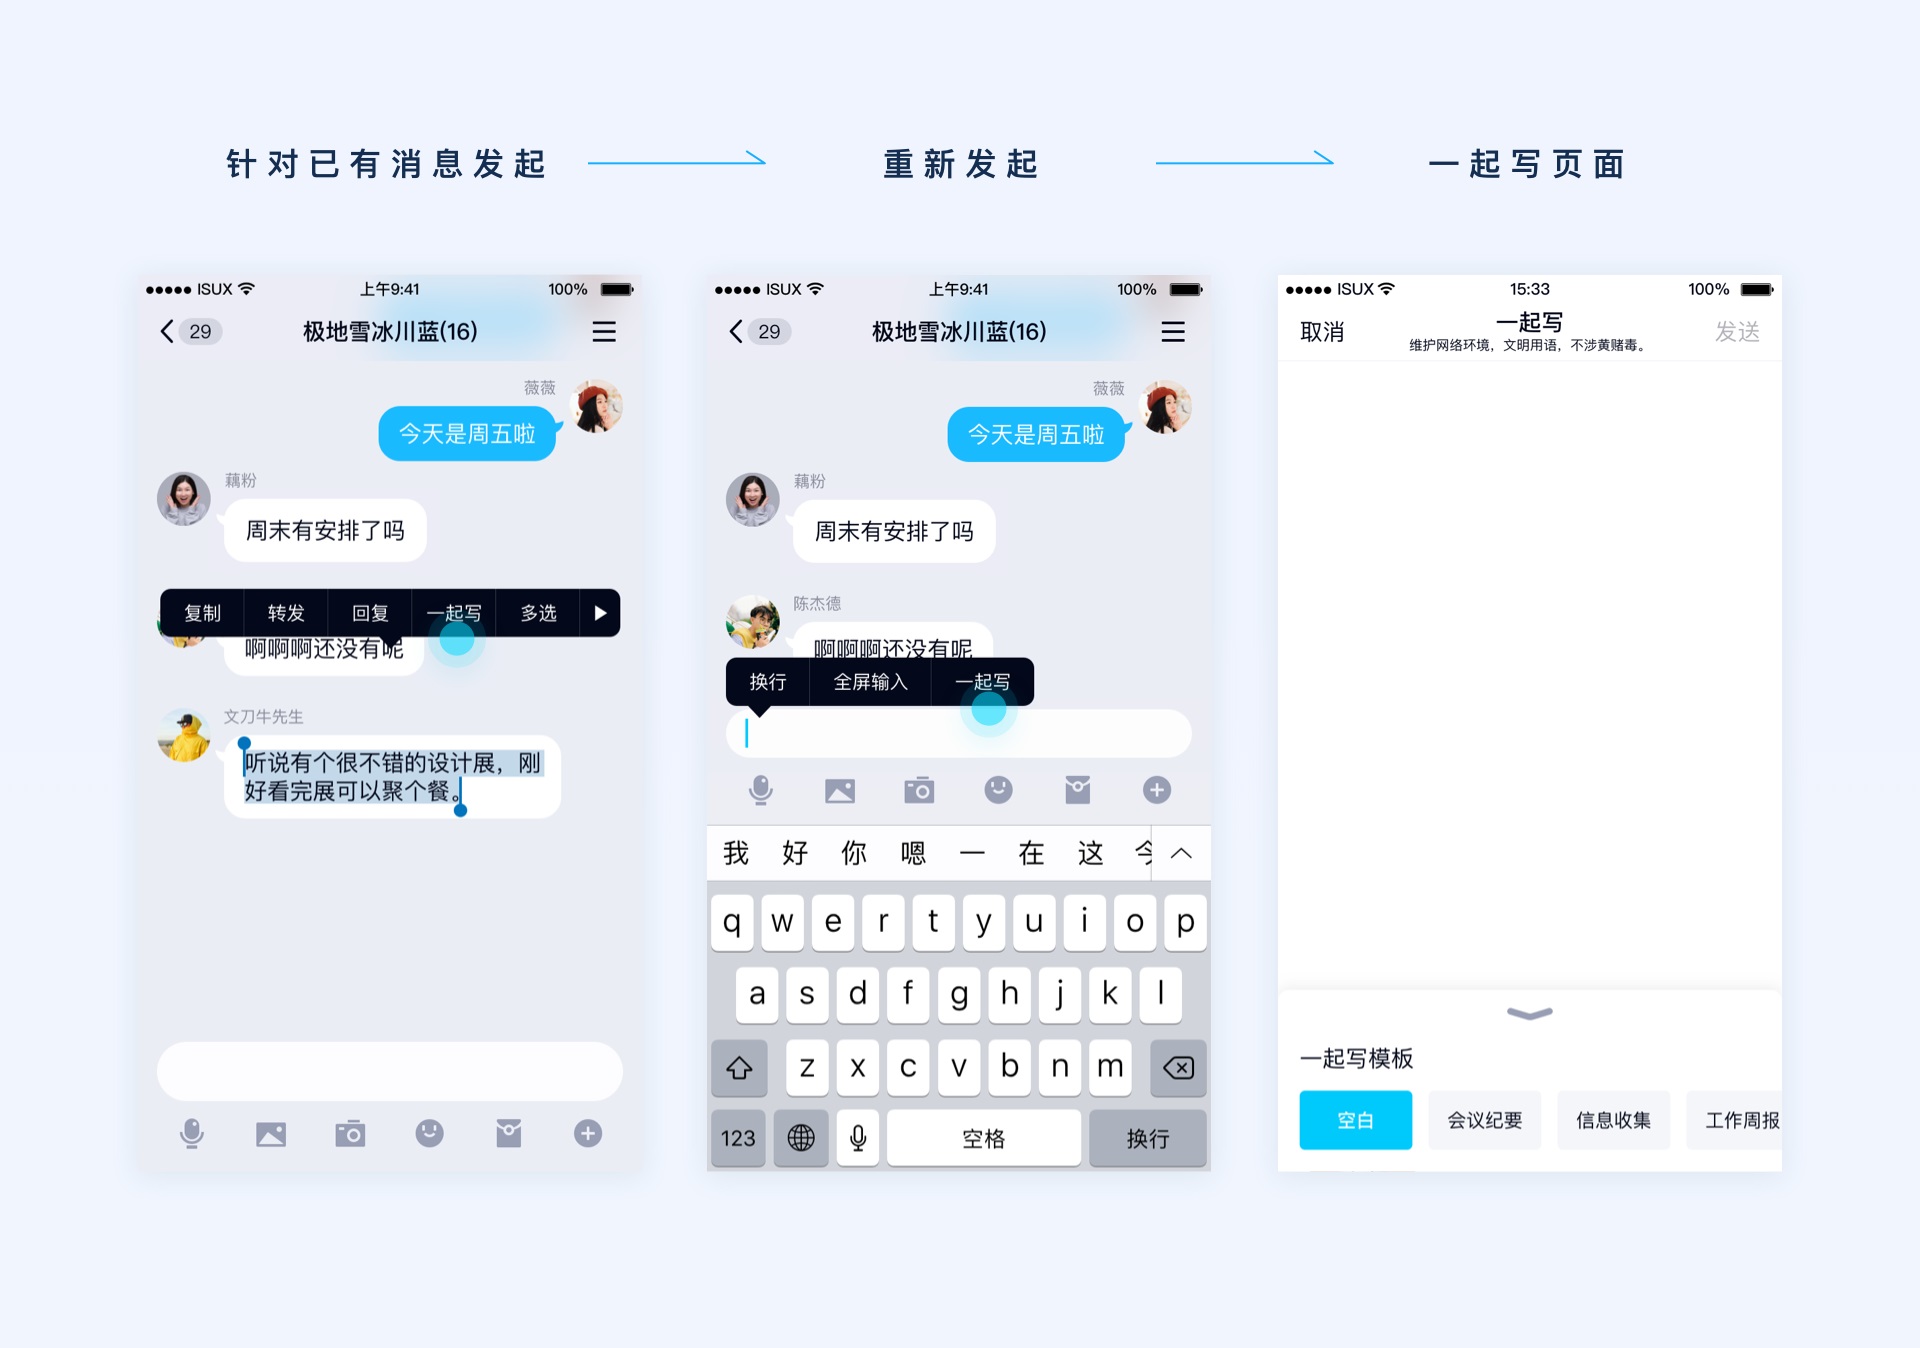 针对已有消息发起
重新发起
一起写页面
ISUX
上午9:41
100%
29
极地雪冰川蓝(16)
薇薇
今天是周五啦
藕粉
周末有安排了吗
复制
转发
回复
一起写
多选
啊啊啊还没有呢
文刀牛先生
听说有个很不错的设计展，刚
好看完展可以聚个餐。
ISUX
上午9:41
100%
29
极地雪冰川蓝(16)
薇薇
今天是周五啦
藕粉
周末有安排了吗
陈杰德
啊啊啊还没有呢
换行
全屏输入
一起写
我 好 你 嗯 一 在 这 今
q w e r t y u i o p
a s d f g h j k l
z x c v b n m
123
空格
换行
ISUX
15:33
100%
取消
一起写
发送
维护网络环境，文明用语，不涉黄赌毒。
一起写模板
空白
会议纪要
信息收集
工作周报